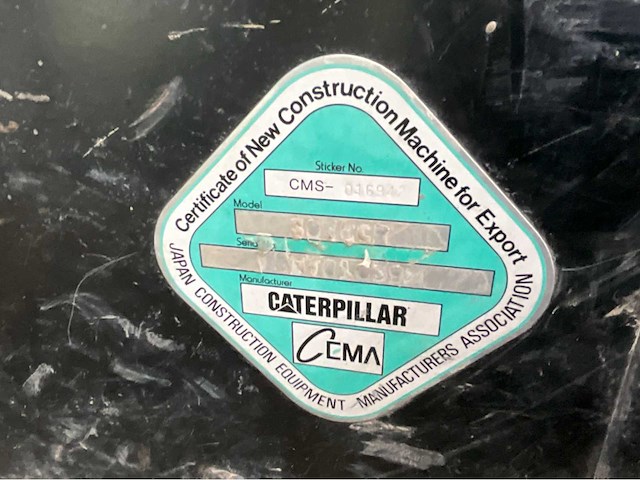 Certificate of New Construction Machine for Export
Sticker No
CMS-
Model
Serial
Manufacturer
CATERPILLAR
CEMA
JAPAN CONSTRUCTION EQUIPMENT MANUFACTURERS ASSOCIATION